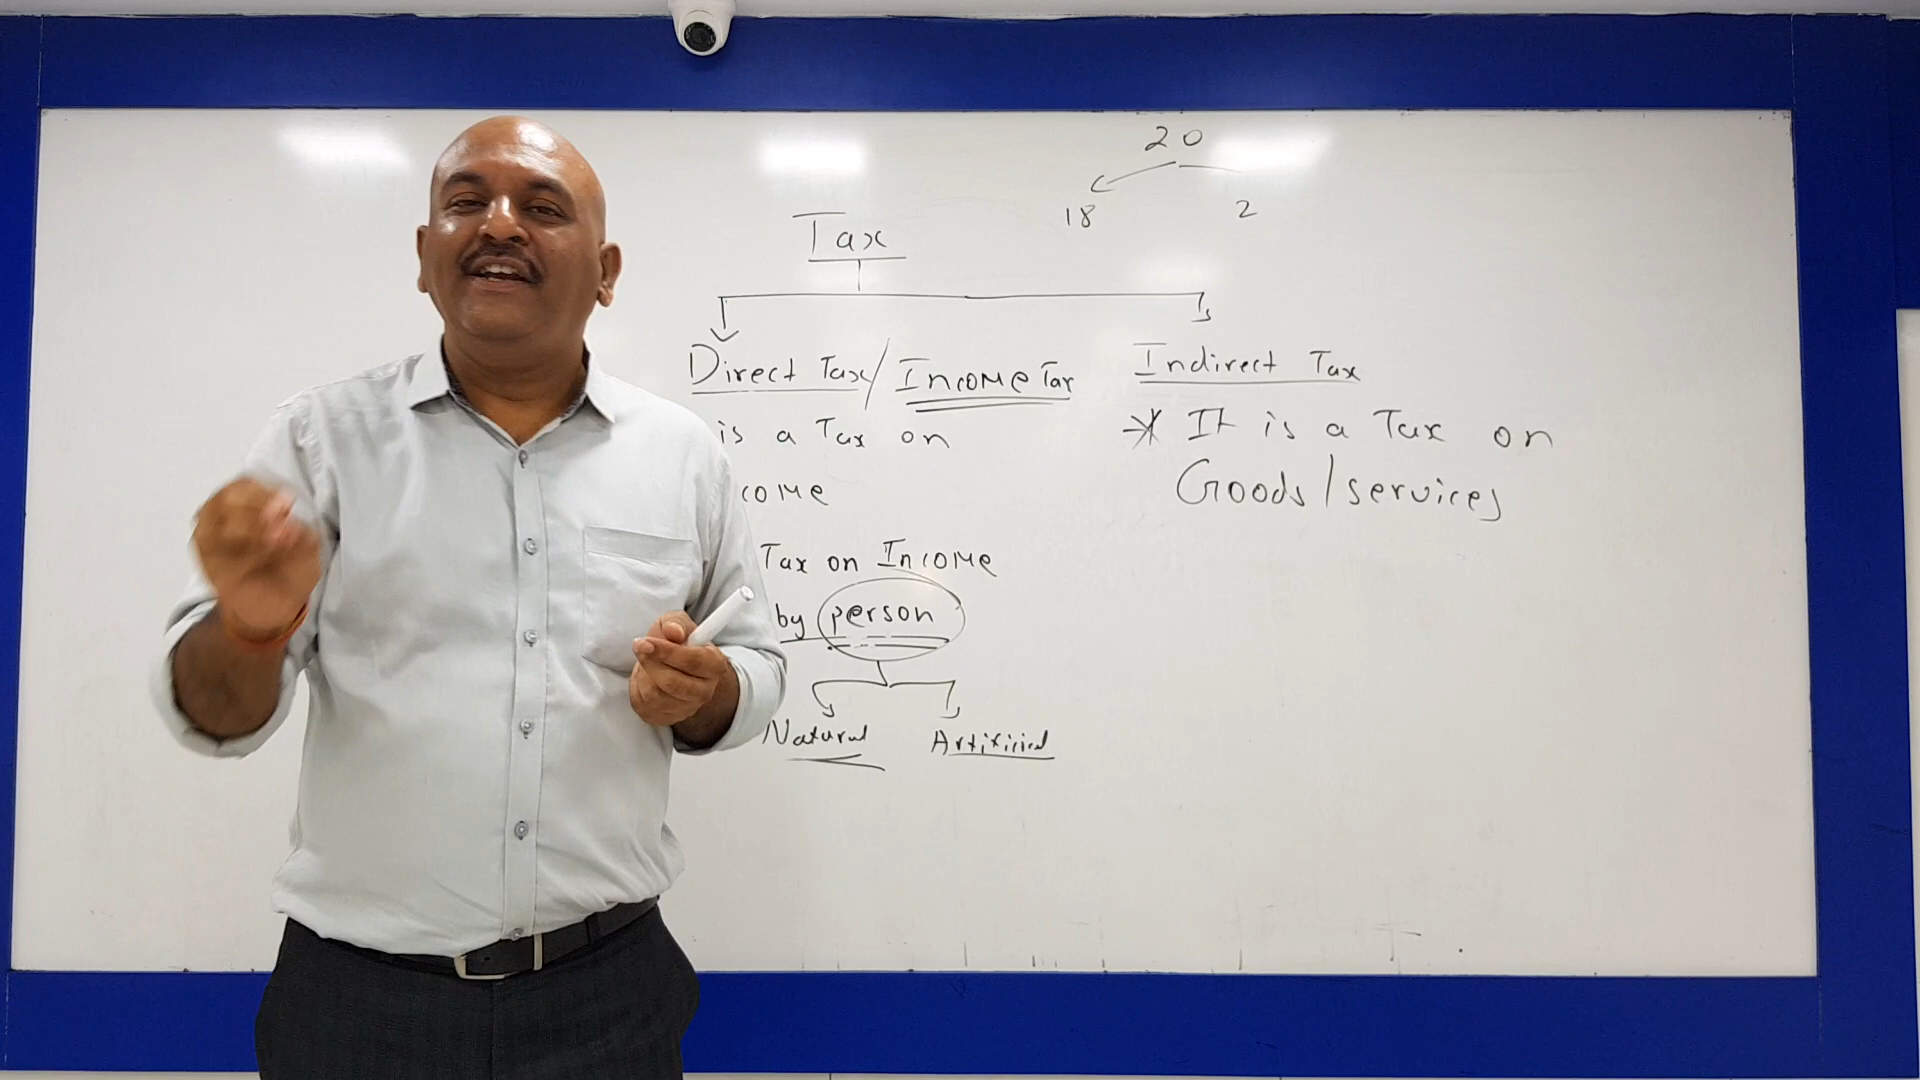 20
18 2
Tax
Direct Tax/Income Tax
Indirect Tax
is a Tax on
* It is a Tax on
come
Goods/services
Tax on Income
by person
Natural Artificial